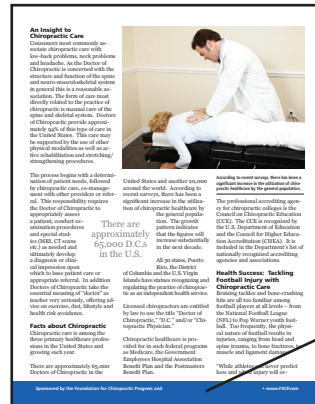 An Insight to
Chiropractic Care
Consumers most commonly as-
sociate chiropractic care with
low-back problems, neck problems
and headache. As the Doctor of
Chiropractic is concerned with the
structure and function of the spine
and neuro-musculoskeletal system
in general this is a reasonable as-
sociation. The form of care most
directly related to the practice of
chiropractic is manual care of the
spine and skeletal system. Doctors
of Chiropractic provide approxi-
mately 94% of this type of care in
the United States. This care may
be supported by the use of other
physical modalities as well as ac-
tive rehabilitation and stretching/
strengthening procedures.
The process begins with a determi-
nation of patient needs, followed
by chiropractic care, co-manage-
ment with other providers or refer-
ral. This responsibility requires
the Doctor of Chiropractic to
appropriately assess
a patient, conduct ex-
amination procedures
and special stud-
ies (MRI, CT scans
etc.) as needed and
ultimately develop
a diagnosis or clini-
cal impression upon
which to base patient care or
appropriate referral. In addition
Doctors of Chiropractic take the
essential meaning of "doctor" as
teacher very seriously, offering ad-
vice on exercise, diet, lifestyle and
health risk avoidance.
Facts about Chiropractic
Chiropractic care is among the
three primary healthcare profes-
sions in the United States and
growing each year.
There are approximately 65,000
Doctors of Chiropractic in the
United States and another 20,000
around the world. According to
recent surveys, there has been a
significant increase in the utiliza-
tion of chiropractic healthcare by
the general popula-
tion. The growth
pattern indicates
that the figures will
increase substantially
in the next decade.
There are
approximately
65,000 D.C.s
in the U.S.
All 50 states, Puerto
Rico, the District
of Columbia and the U.S. Virgin
Islands have statues recognizing and
regulating the practice of chiroprac-
tic as an independent health service.
Licensed chiropractors are entitled
by law to use the title "Doctor of
Chiropractic," "D.C." and/or "Chi-
ropractic Physician."
Chiropractic healthcare is pro-
vided for in such federal programs
as Medicare, the Government
Employees Hospital Association
Benefit Plan and the Postmasters
Benefit Plan.
According to recent surveys, there has been a
significant increase in the utilization of chiro-
practic healthcare by the general population.
The professional accrediting agen-
cy for chiropractic colleges is the
Council on Chiropractic Education
(CCE). The CCE is recognized by
the U.S. Department of Education
and the Council for Higher Educa-
tion Accreditation (CHEA). It is
included in the Department's list of
nationally recognized accrediting
agencies and associations.
Health Success: Tackling
Football Injury with
Chiropractic Care
Bruising tackles and bone-crushing
hits are all too familiar among
football players at all levels – from
the National Football League
(NFL) to Pop Warner youth foot-
ball. Too frequently, the physi-
cal nature of football results in
injuries, ranging from head and
spine trauma, to bone fractures, to
muscle and ligament damage.
"While athletes never predict
how and injury will oc-
Sponsored by the Foundation for Chiropractic Progress and • www.F4CP.com